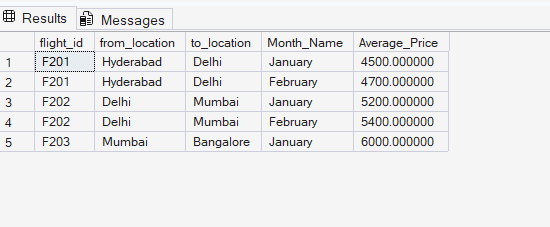 Results Messages
flight_id from_location to_location Month_Name Average_Price
1 F201 Hyderabad Delhi January 4500.000000
2 F201 Hyderabad Delhi February 4700.000000
3 F202 Delhi Mumbai January 5200.000000
4 F202 Delhi Mumbai February 5400.000000
5 F203 Mumbai Bangalore January 6000.000000